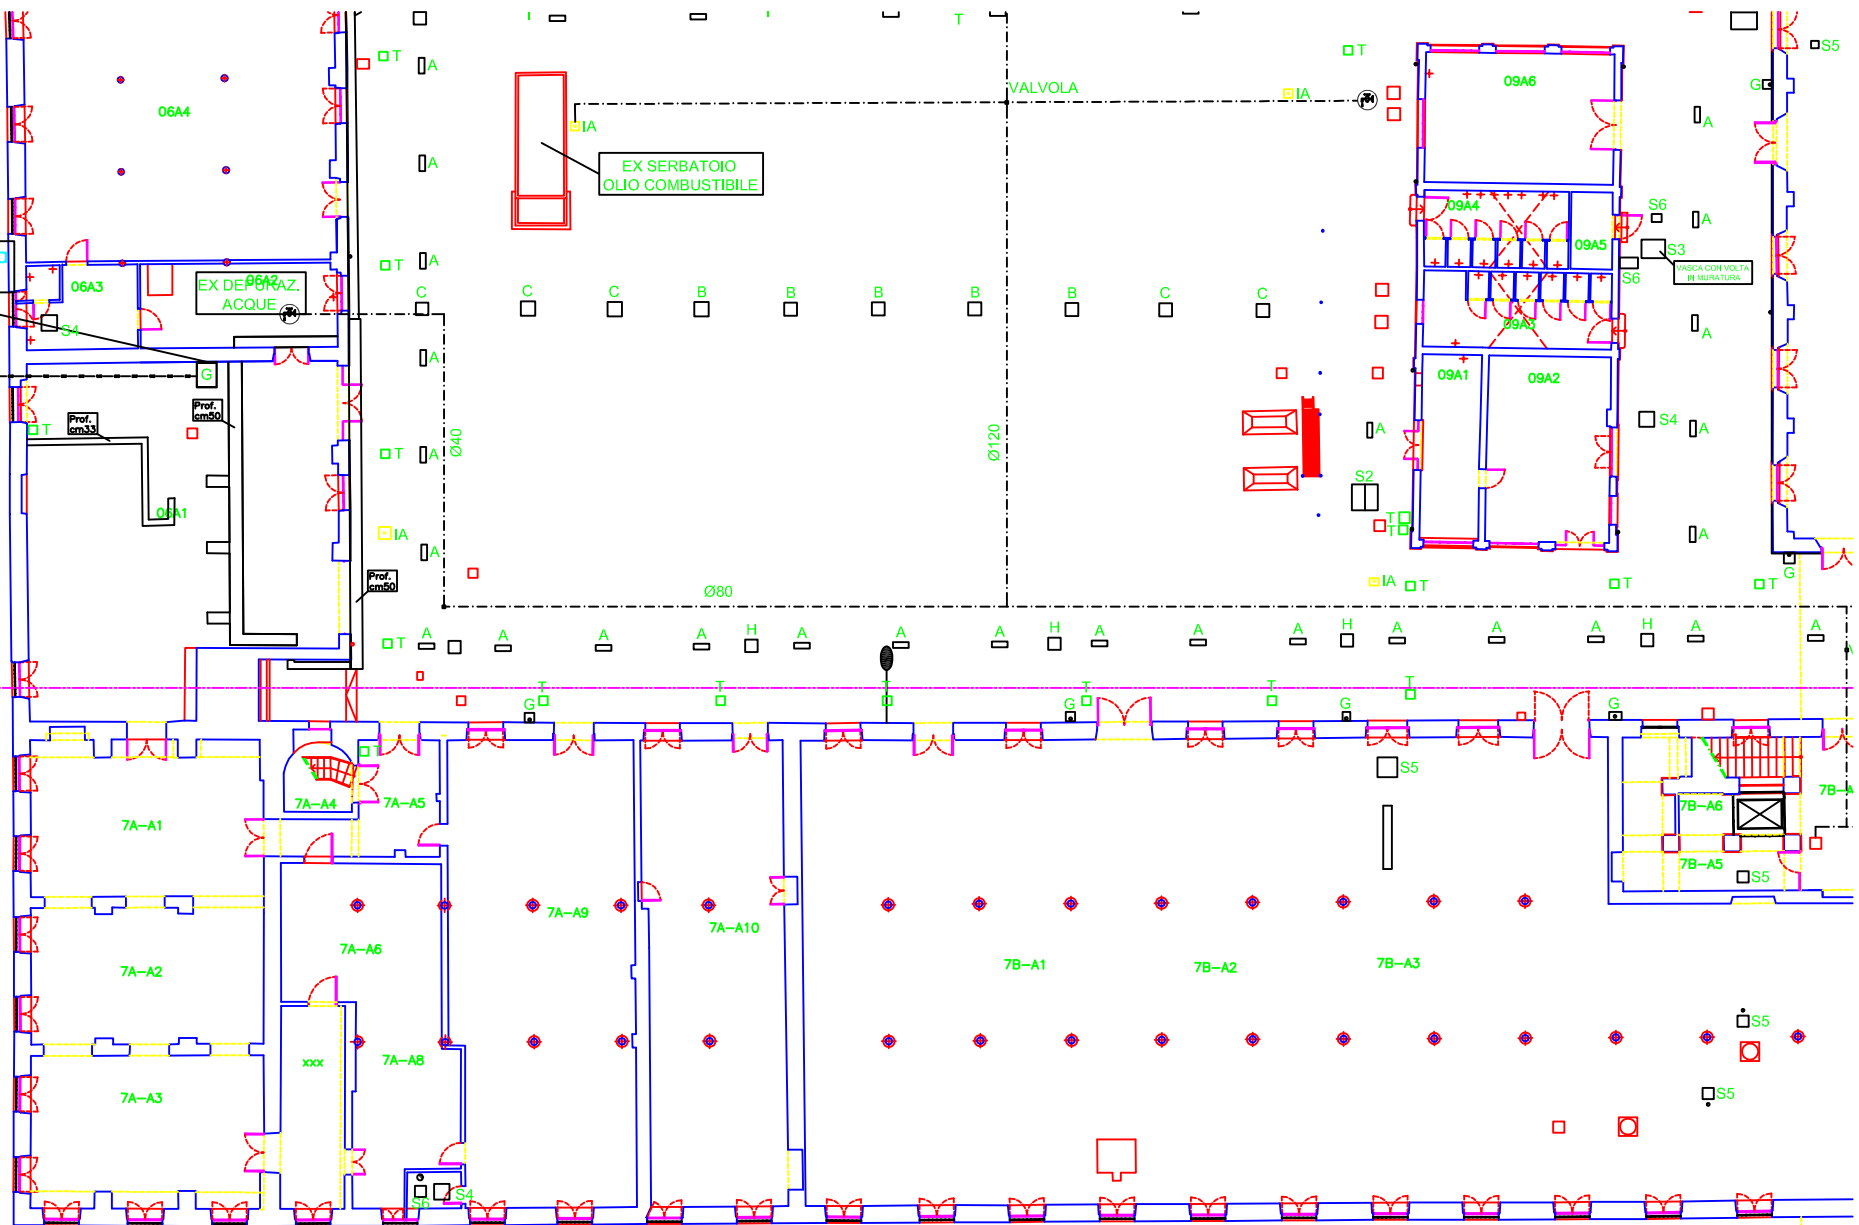 T
T
T
S5
T
A
VALVOLA
09A6
G
06A4
IA
IA
A
A
EX SERBATOIO
OLIO COMBUSTIBILE
A
09A4
S6
A
09A5
S3
T
A
VASCA CON VOLTA
IN MURATURA
S6
06A3
06A2
EX DEPURAZ.
ACQUE
C
C
C
B
B
B
B
B
C
C
S4
09A3
A
A
G
09A1
09A2
Prof.
cm50
Prof.
cm33
T
A
S4
A
Ø40
Ø120
T
A
S2
06A1
T
T
IA
A
A
Prof.
cm50
G
IA
T
T
T
Ø80
T
A
A
A
A
H
A
A
A
H
A
A
A
H
A
A
A
H
A
A
T
T
T
T
T
T
G
G
G
G
T
S5
7A-A4
7A-A5
7B-A6
7B-A
7A-A1
7B-A5
S5
7A-A9
7A-A10
7A-A6
7A-A2
7B-A1
7B-A2
7B-A3
S5
xxx
7A-A8
7A-A3
S5
S6
S4